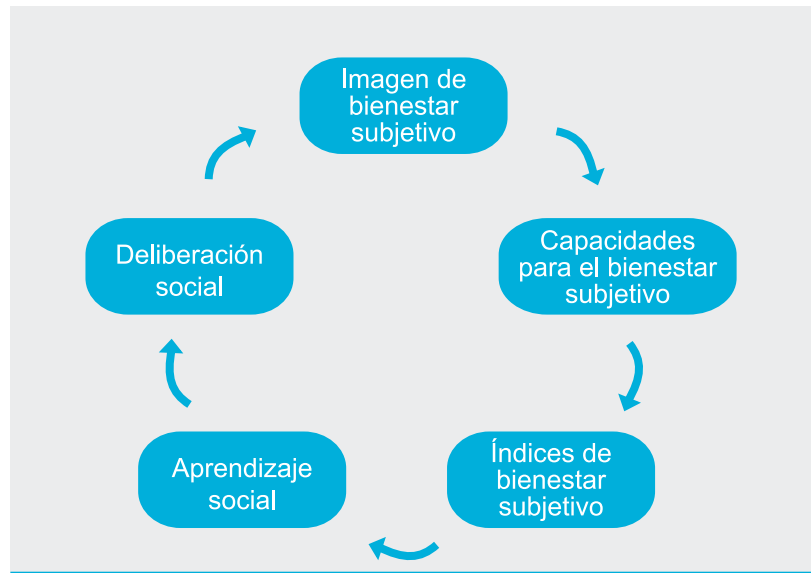 Imagen de
bienestar
subjetivo
Capacidades
para el bienestar
subjetivo
Índices de
bienestar
subjetivo
Aprendizaje
social
Deliberación
social